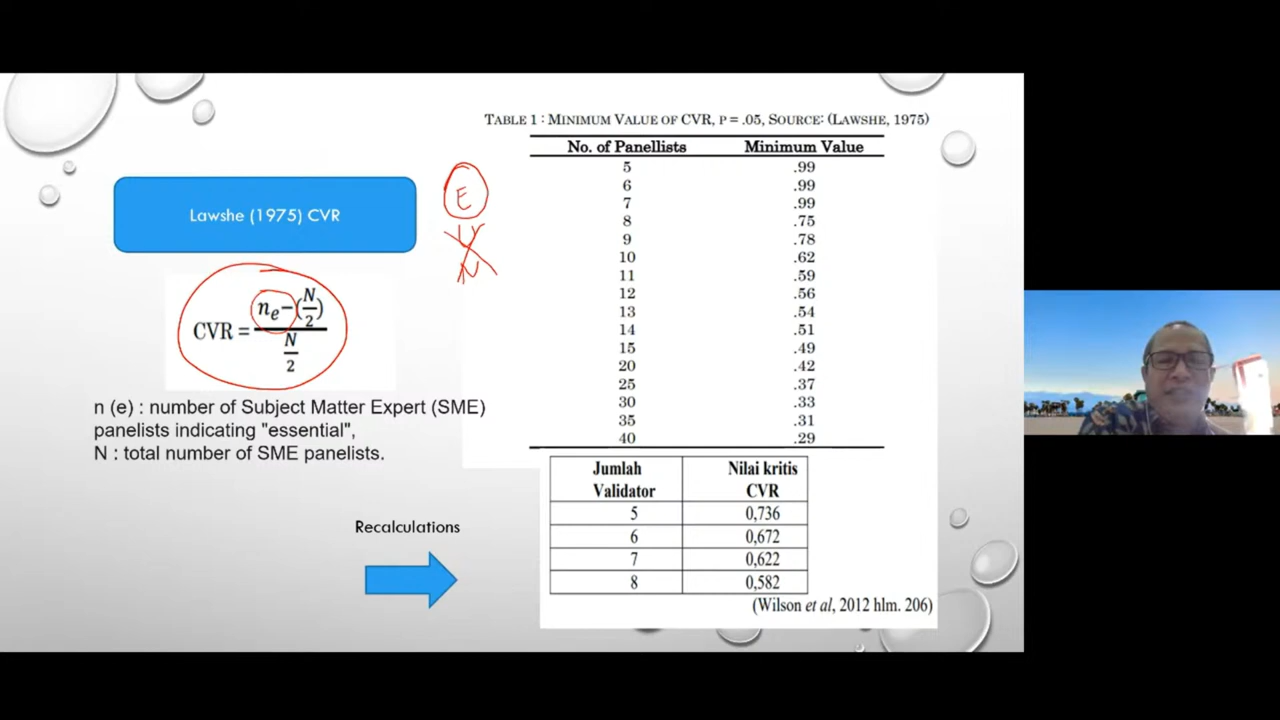 TABLE 1 : MINIMUM VALUE OF CVR, P = .05, SOURCE: (LAWSHE, 1975)
No. of Panellists Minimum Value
5 .99
6 .99
7 .99
8 .75
9 .78
10 .62
11 .59
12 .56
13 .54
14 .51
15 .49
20 .42
25 .37
30 .33
35 .31
40 .29
Lawshe (1975) CVR
E
N
CVR = (n_e − (N/2)) / (N/2)
n (e) : number of Subject Matter Expert (SME)
panelists indicating "essential",
N : total number of SME panelists.
Recalculations
Jumlah Validator Nilai kritis CVR
5 0,736
6 0,672
7 0,622
8 0,582
(Wilson et al, 2012 hlm. 206)